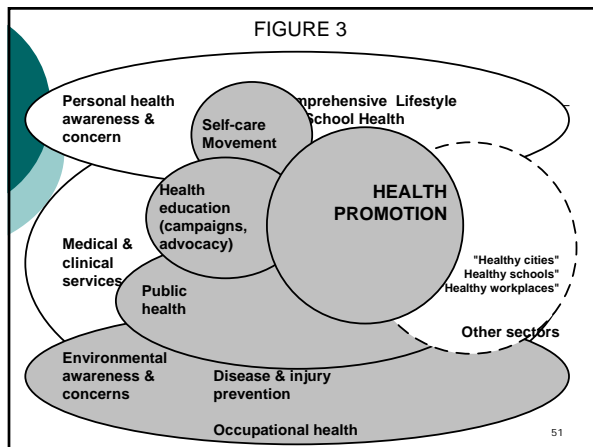 FIGURE 3
Personal health
awareness &
concern
mprehensive Lifestyle
School Health
Self-care
Movement
Health
education
(campaigns,
advocacy)
HEALTH
PROMOTION
Medical &
clinical
services
"Healthy cities"
Healthy schools"
Healthy workplaces"
Public
health
Other sectors
Environmental
awareness &
concerns
Disease & injury
prevention
Occupational health
51